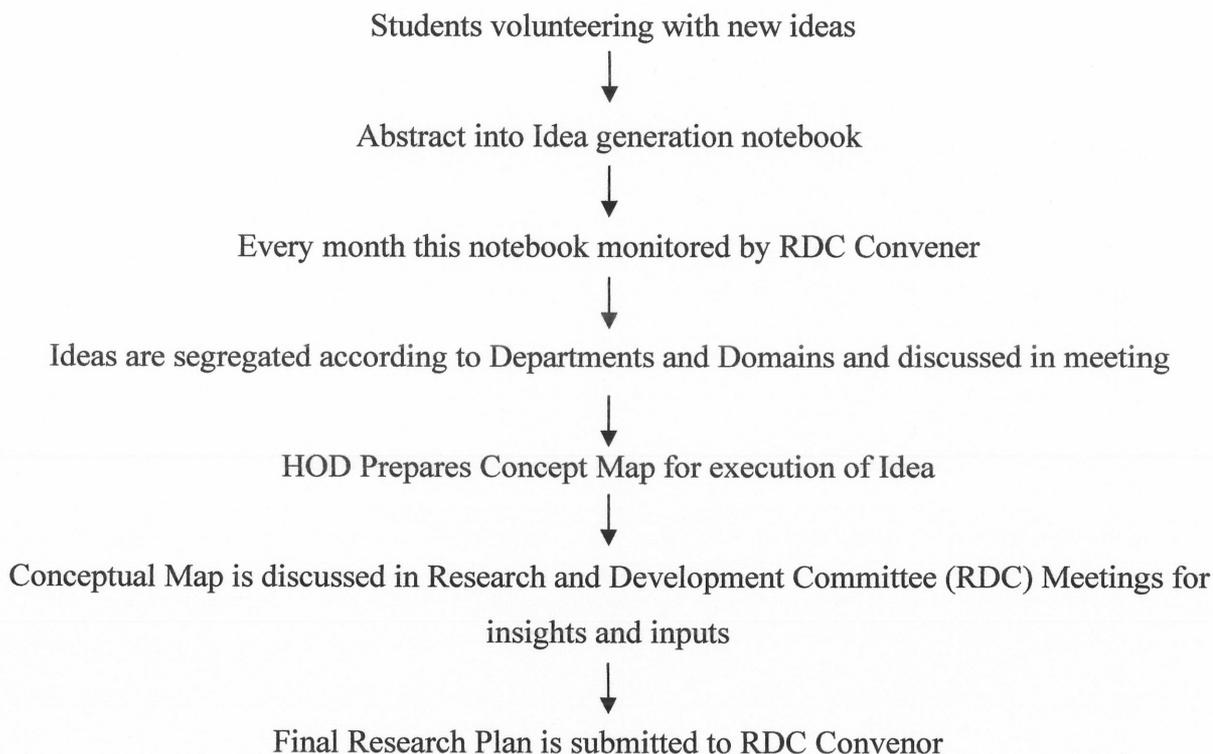 Students volunteering with new ideas
Abstract into Idea generation notebook
Every month this notebook monitored by RDC Convener
Ideas are segregated according to Departments and Domains and discussed in meeting
HOD Prepares Concept Map for execution of Idea
Conceptual Map is discussed in Research and Development Committee (RDC) Meetings for
insights and inputs
Final Research Plan is submitted to RDC Convenor